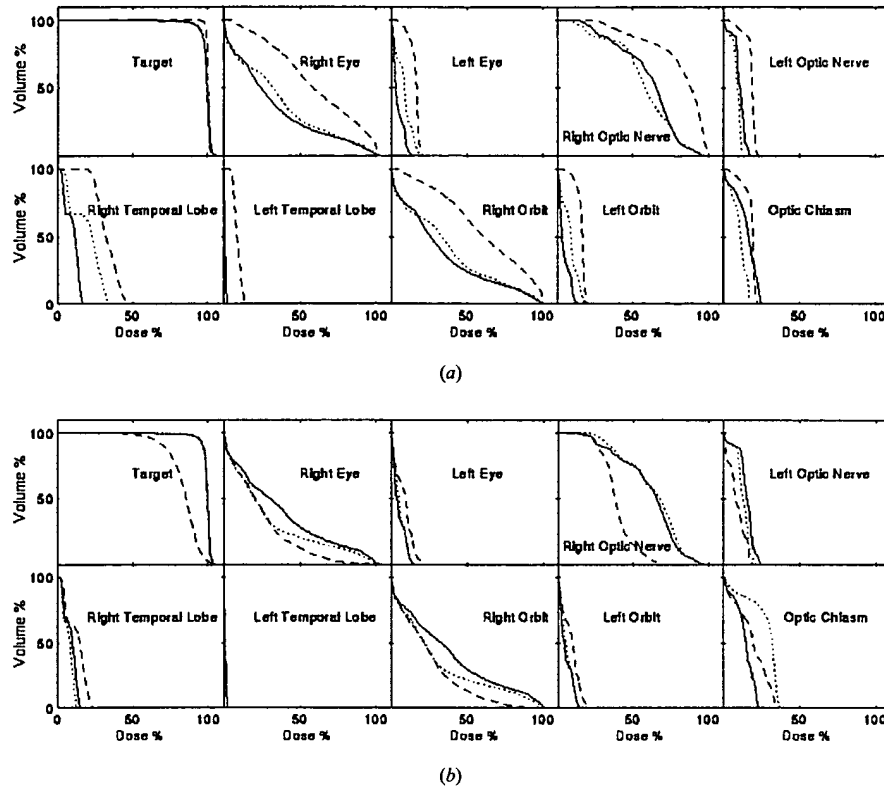 100
Volume %
50
Target
Right Eye
Left Eye
Right Optic Nerve
Left Optic Nerve
100
Volume %
50
0
Right Temporal Lobe
Left Temporal Lobe
Right Orbit
Left Orbit
Optic Chiasm
0 50 100 50 100 50 100 50 100 50 100
Dose % Dose % Dose % Dose % Dose %
(a)
100
Volume %
50
Target
Right Eye
Left Eye
Right Optic Nerve
Left Optic Nerve
100
Volume %
50
0
Right Temporal Lobe
Left Temporal Lobe
Right Orbit
Left Orbit
Optic Chiasm
0 50 100 50 100 50 100 50 100 50 100
Dose % Dose % Dose % Dose % Dose %
(b)